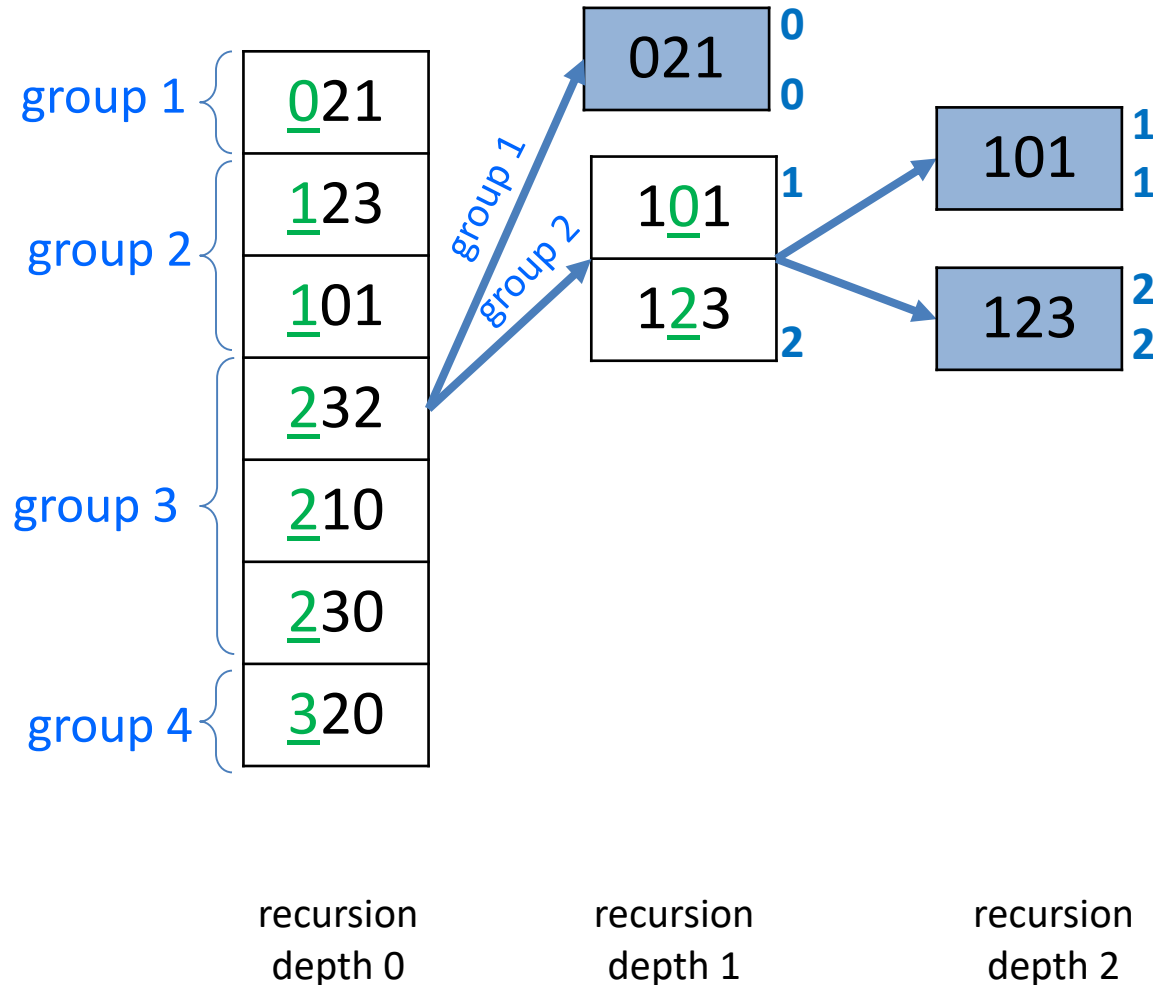 group 1
021
group 2
123
101
group 3
232
210
230
group 4
320
group 1
group 2
021
0
0
101
1
123
2
101
1
1
123
2
2
recursion
depth 0
recursion
depth 1
recursion
depth 2